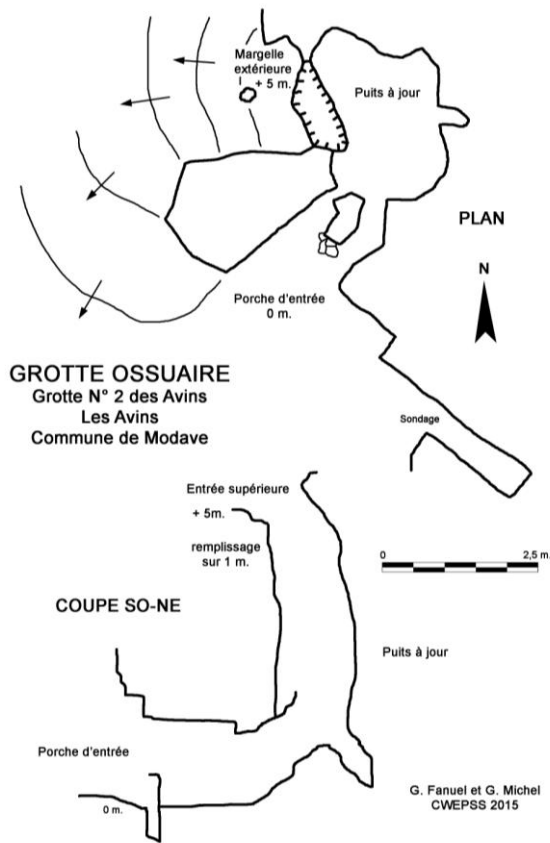 Margelle
extérieure
+ 5 m.
Puits à jour
PLAN
N
Porche d'entrée
0 m.
GROTTE OSSUAIRE
Grotte N° 2 des Avins
Les Avins
Commune de Modave
Sondage
Entrée supérieure
+ 5m.
remplissage
sur 1 m.
0 2,5 m.
COUPE SO-NE
Puits à jour
Porche d'entrée
0 m.
G. Fanuel et G. Michel
CWEPSS 2015